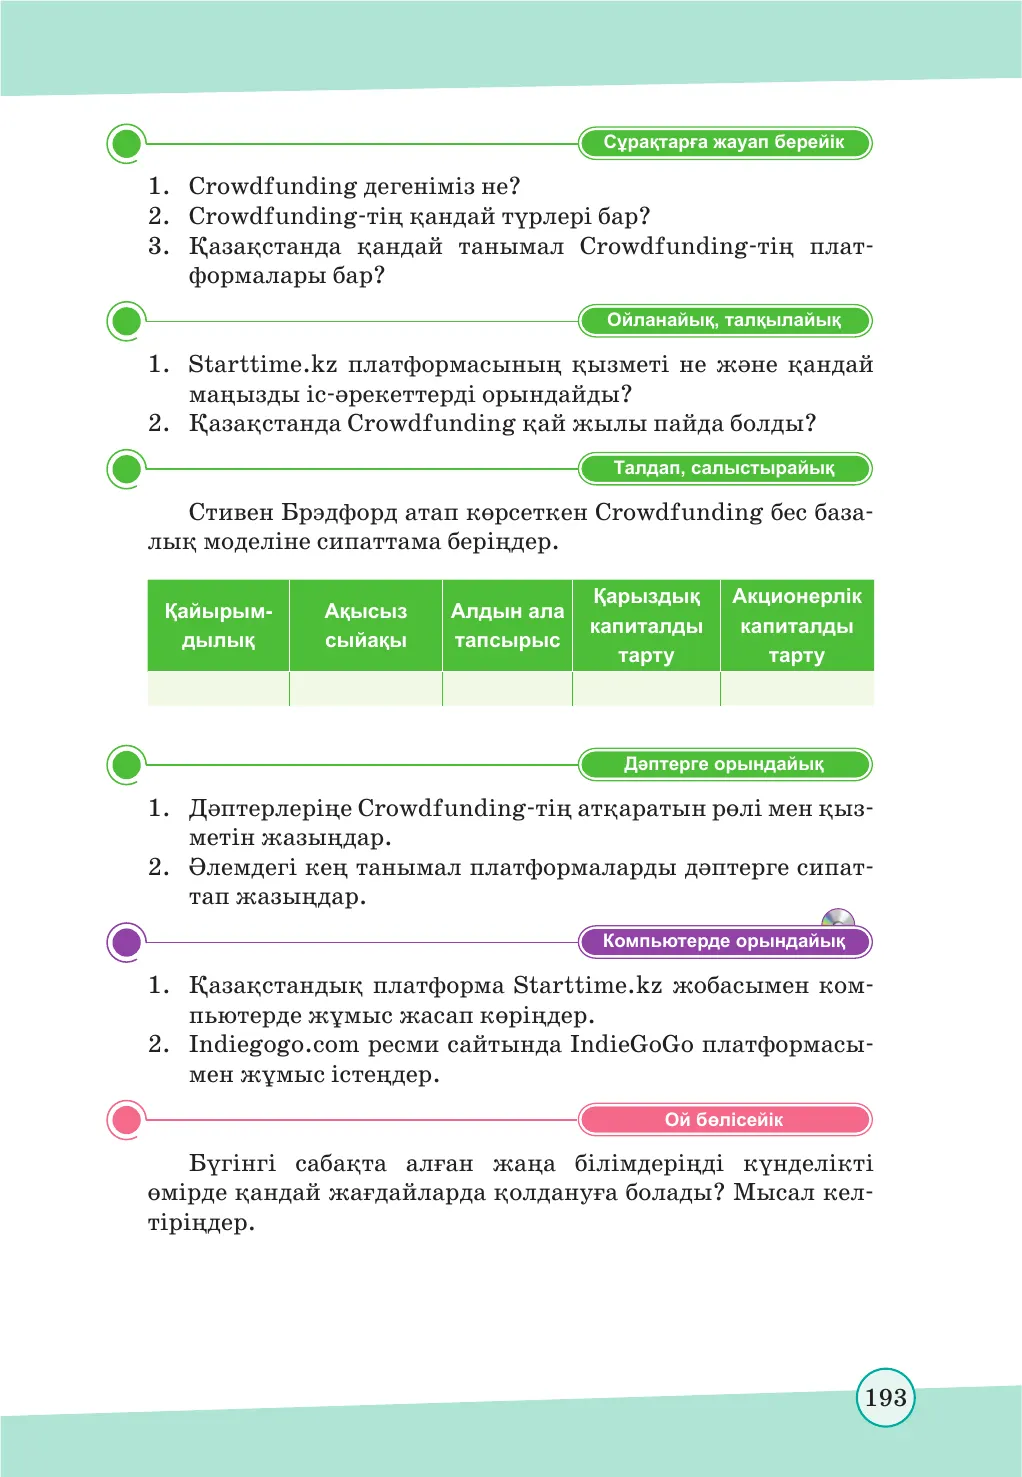 Сұрақтарға жауап берейік
1. Crowdfunding дегеніміз не?
2. Crowdfunding-тің қандай түрлері бар?
3. Қазақстанда қандай танымал Crowdfunding-тің плат-
формалары бар?
Ойланайық, талқылайық
1. Starttime.kz платформасының қызметі не және қандай
маңызды іс-әрекеттерді орындайды?
2. Қазақстанда Crowdfunding қай жылы пайда болды?
Талдап, салыстырайық
Стивен Брэдфорд атап көрсеткен Crowdfunding бес база-
лық моделіне сипаттама беріңдер.
Қайырым-
дылық
Ақысыз
сыйақы
Алдын ала
тапсырыс
Қарыздық
капиталды
тарту
Акционерлік
капиталды
тарту
Дәптерге орындайық
1. Дәптерлеріңе Crowdfunding-тің атқаратын рөлі мен қыз-
метін жазыңдар.
2. Әлемдегі кең танымал платформаларды дәптерге сипат-
тап жазыңдар.
Компьютерде орындайық
1. Қазақстандық платформа Starttime.kz жобасымен ком-
пьютерде жұмыс жасап көріңдер.
2. Indiegogo.com ресми сайтында IndieGoGo платформасы-
мен жұмыс істеңдер.
Ой бөлісейік
Бүгінгі сабақта алған жаңа білімдеріңді күнделікті
өмірде қандай жағдайларда қолдануға болады? Мысал кел-
тіріңдер.
193